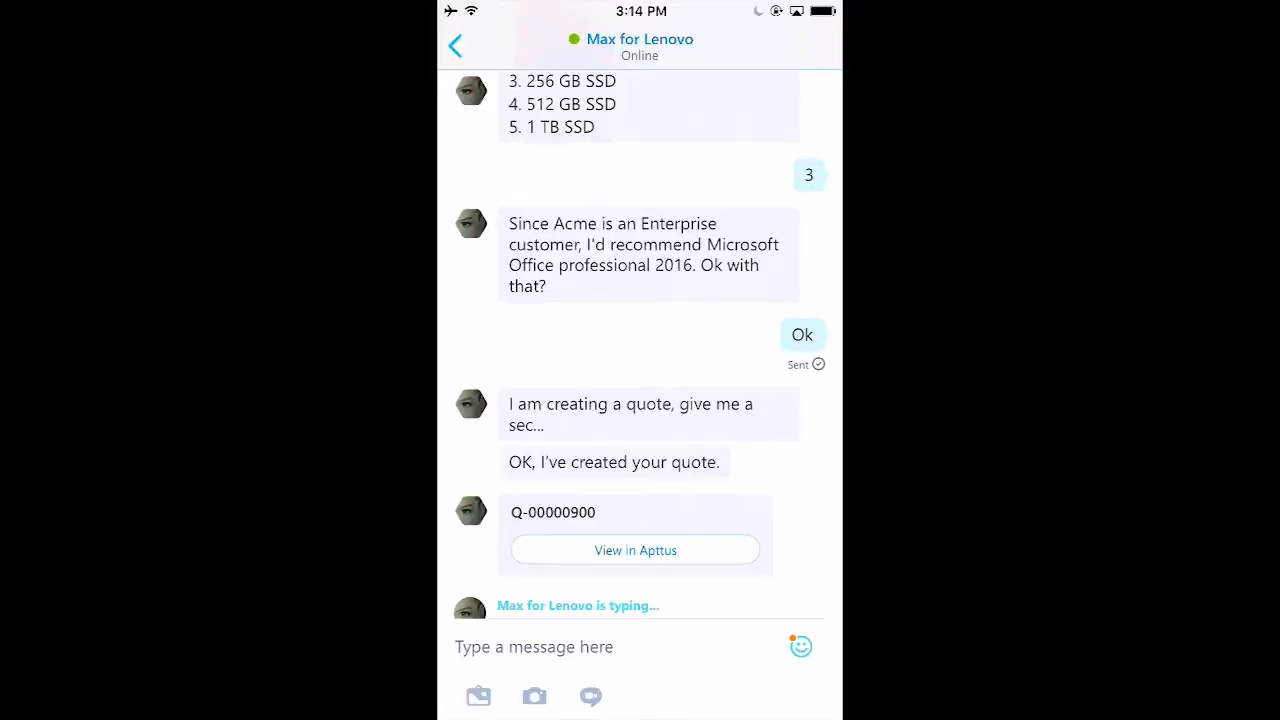 3:14 PM
Max for Lenovo
Online
3. 256 GB SSD
4. 512 GB SSD
5. 1 TB SSD
3
Since Acme is an Enterprise
customer, I'd recommend Microsoft
Office professional 2016. Ok with
that?
Ok
Sent
I am creating a quote, give me a
sec...
OK, I've created your quote.
Q-00000900
View in Apttus
Max for Lenovo is typing...
Type a message here